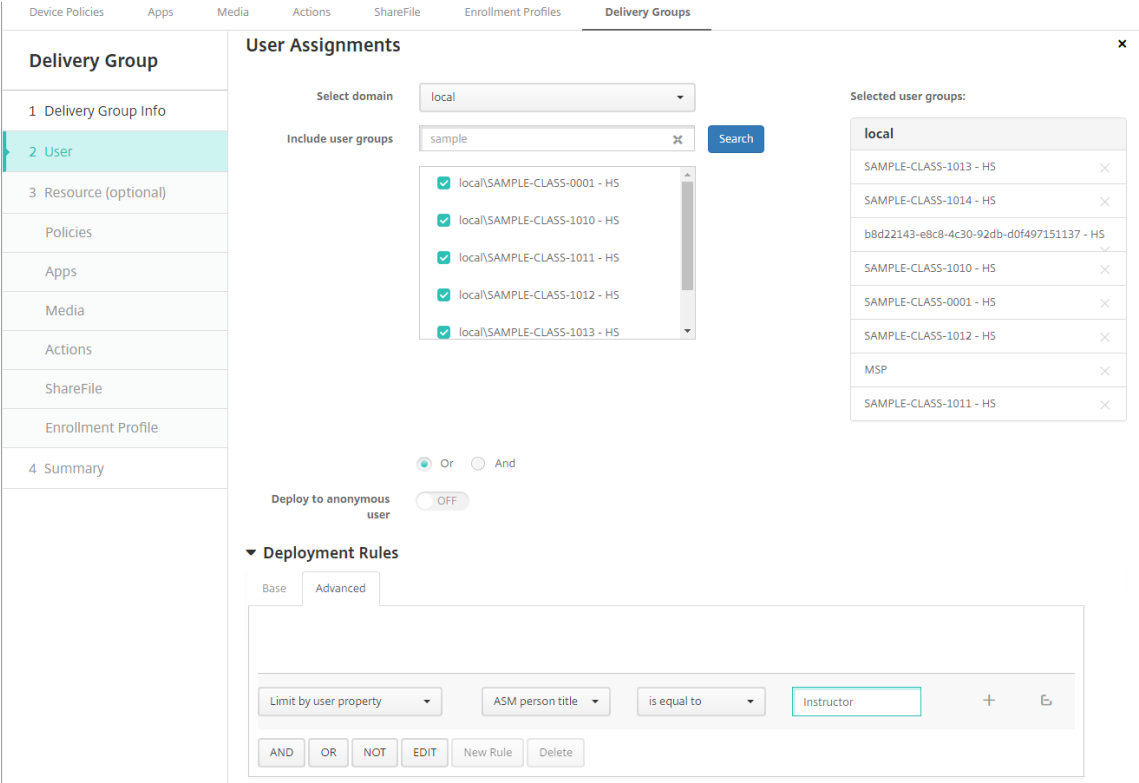 Device Policies Apps Media Actions ShareFile Enrollment Profiles Delivery Groups
Delivery Group
1 Delivery Group Info
2 User
3 Resource (optional)
Policies
Apps
Media
Actions
ShareFile
Enrollment Profile
4 Summary
User Assignments
Select domain local
Include user groups sample Search
local\SAMPLE-CLASS-0001 - HS
local\SAMPLE-CLASS-1010 - HS
local\SAMPLE-CLASS-1011 - HS
local\SAMPLE-CLASS-1012 - HS
local\SAMPLE-CLASS-1013 - HS
Selected user groups:
local
SAMPLE-CLASS-1013 - HS
SAMPLE-CLASS-1014 - HS
b8d22143-e8c8-4c30-92db-d0f497151137 - HS
SAMPLE-CLASS-1010 - HS
SAMPLE-CLASS-0001 - HS
SAMPLE-CLASS-1012 - HS
MSP
SAMPLE-CLASS-1011 - HS
Or And
Deploy to anonymous
user
OFF
Deployment Rules
Base Advanced
Limit by user property ASM person title is equal to Instructor
AND OR NOT EDIT New Rule Delete